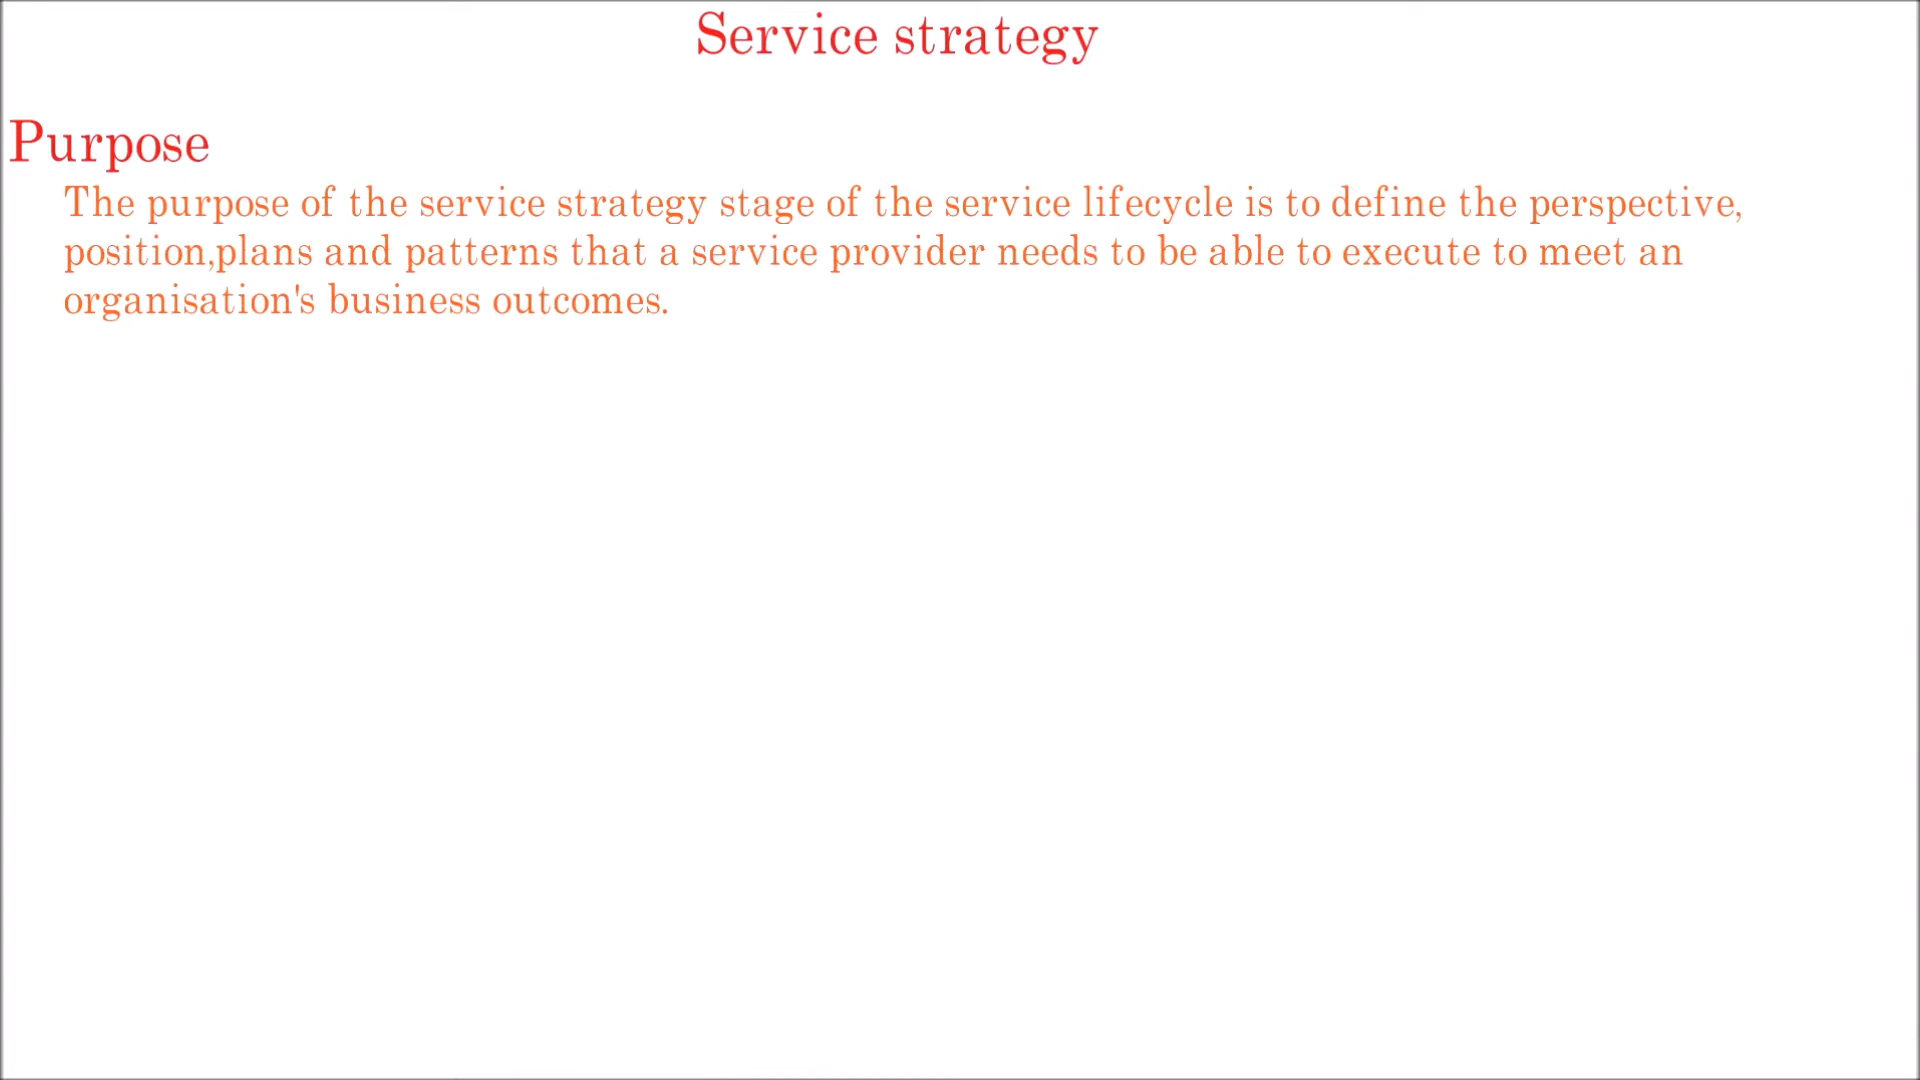 Service strategy
Purpose
The purpose of the service strategy stage of the service lifecycle is to define the perspective,
position,plans and patterns that a service provider needs to be able to execute to meet an
organisation's business outcomes.